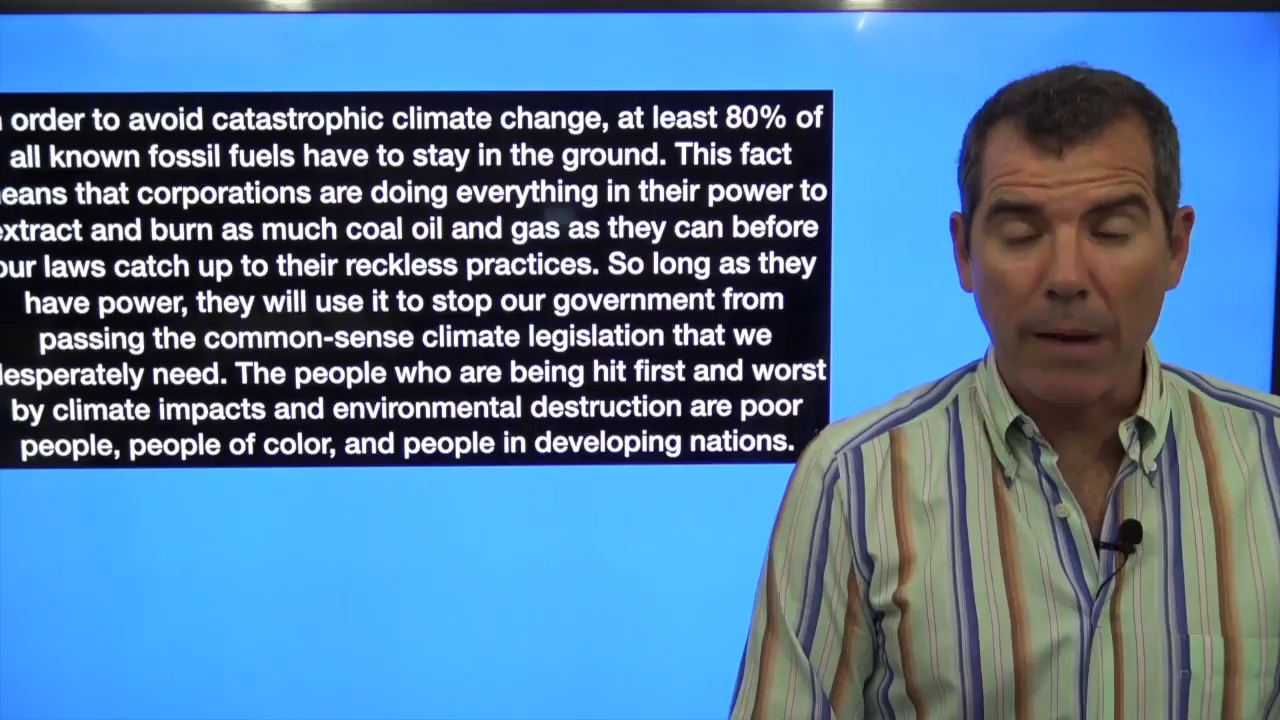 order to avoid catastrophic climate change, at least 80% of
all known fossil fuels have to stay in the ground. This fact
that corporations are doing everything in their power to
and burn as much coal oil and gas as they can before
laws catch up to their reckless practices. So long as they
have power, they will use it to stop our government from
passing the common-sense climate legislation that we
need. The people who are being hit first and worst
by climate impacts and environmental destruction are poor
people, people of color, and people in developing nations.